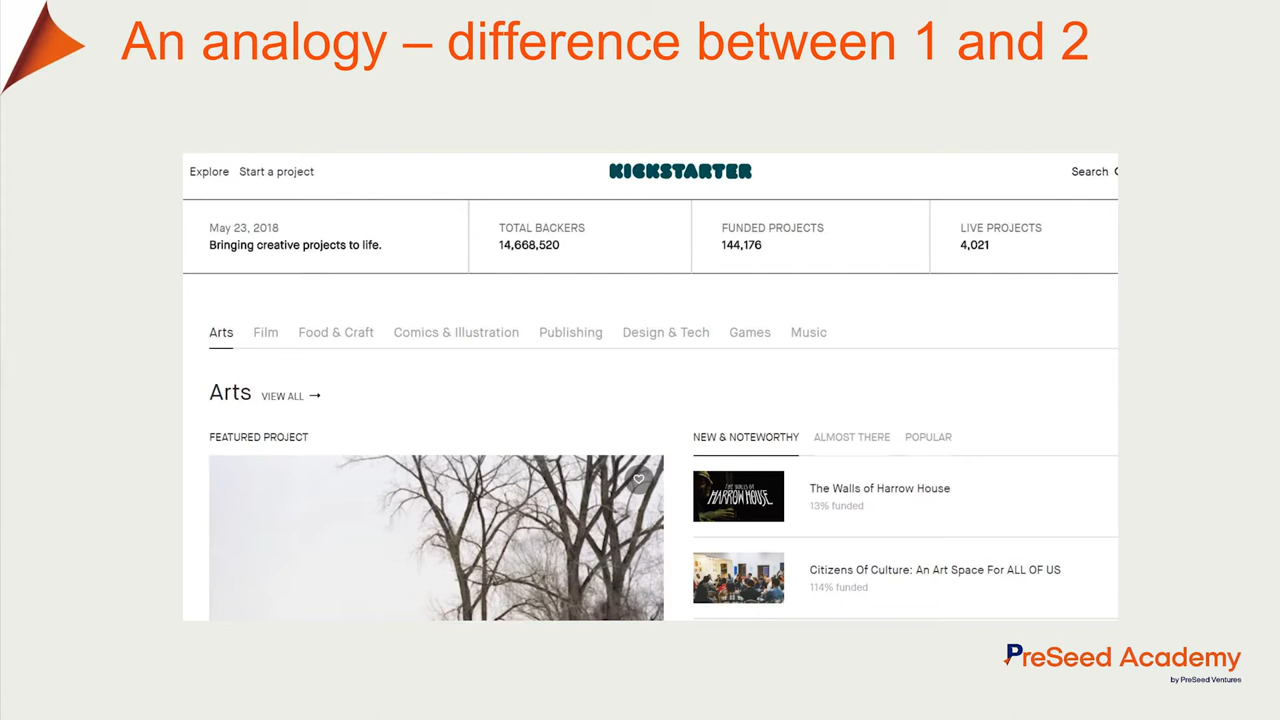 An analogy – difference between 1 and 2
Explore Start a project KICKSTARTER Search
May 23, 2018
Bringing creative projects to life.
TOTAL BACKERS
14,668,520
FUNDED PROJECTS
144,176
LIVE PROJECTS
4,021
Arts Film Food & Craft Comics & Illustration Publishing Design & Tech Games Music
Arts VIEW ALL →
FEATURED PROJECT
NEW & NOTEWORTHY ALMOST THERE POPULAR
THE WALLS OF
HARROW HOUSE
The Walls of Harrow House
13% funded
Citizens Of Culture: An Art Space For ALL OF US
114% funded
PreSeed Academy
by PreSeed Ventures